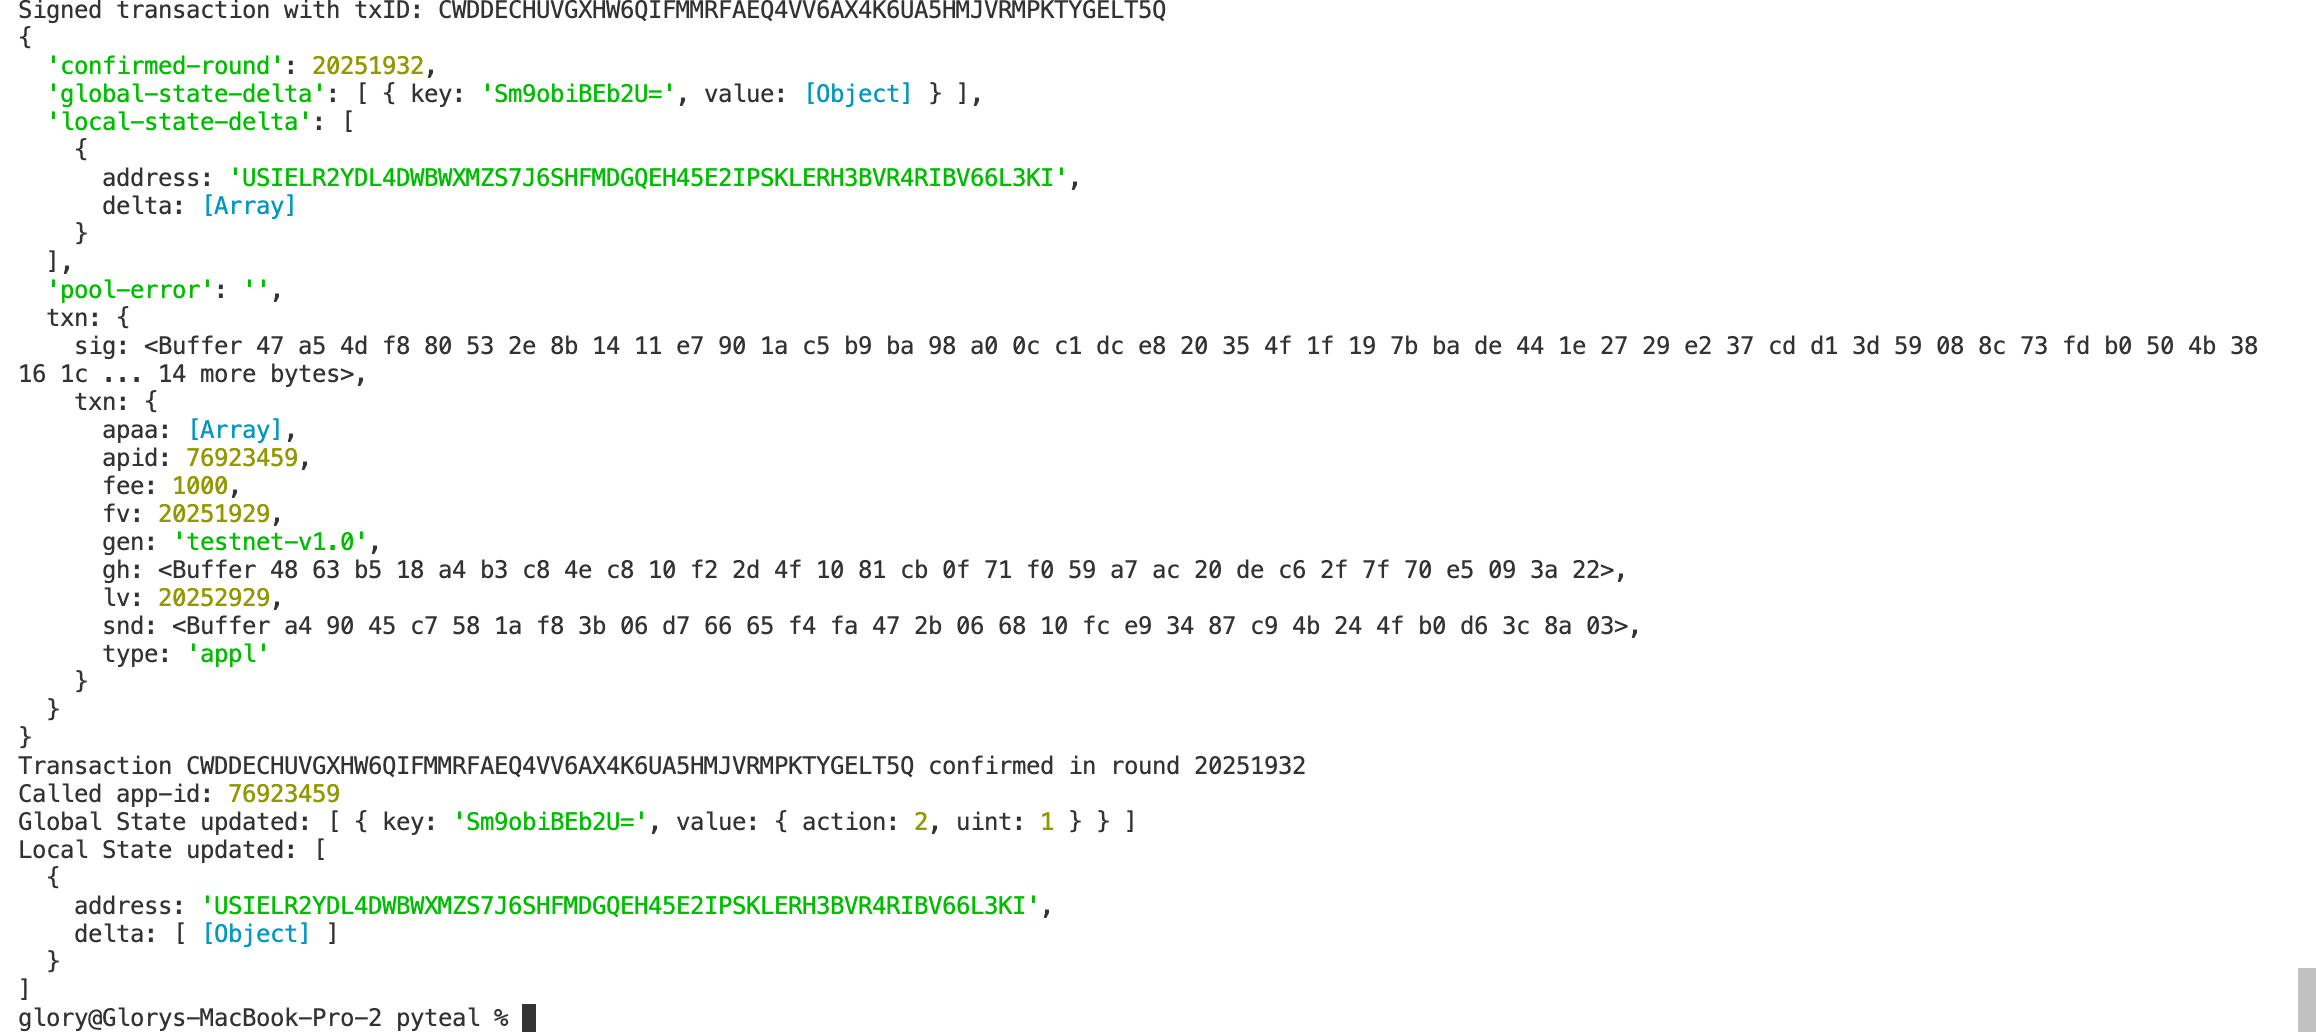 Signed transaction with txID: CWDDECHUVGXHW6QIFMMRFAEQ4VV6AX4K6UA5HMJVRMPKTYGELT5Q
{
  'confirmed-round': 20251932,
  'global-state-delta': [ { key: 'Sm9obiBEb2U=', value: [Object] } ],
  'local-state-delta': [
    {
      address: 'USIELR2YDL4DWBWXMZS7J6SHFMDGQEH45E2IPSKLERH3BVR4RIBV66L3KI',
      delta: [Array]
    }
  ],
  'pool-error': '',
  txn: {
    sig: <Buffer 47 a5 4d f8 80 53 2e 8b 14 11 e7 90 1a c5 b9 ba 98 a0 0c c1 dc e8 20 35 4f 1f 19 7b ba de 44 1e 27 29 e2 37 cd d1 3d 59 08 8c 73 fd b0 50 4b 38
16 1c ... 14 more bytes>,
    txn: {
      apaa: [Array],
      apid: 76923459,
      fee: 1000,
      fv: 20251929,
      gen: 'testnet-v1.0',
      gh: <Buffer 48 63 b5 18 a4 b3 c8 4e c8 10 f2 2d 4f 10 81 cb 0f 71 f0 59 a7 ac 20 de c6 2f 7f 70 e5 09 3a 22>,
      lv: 20252929,
      snd: <Buffer a4 90 45 c7 58 1a f8 3b 06 d7 66 65 f4 fa 47 2b 06 68 10 fc e9 34 87 c9 4b 24 4f b0 d6 3c 8a 03>,
      type: 'appl'
    }
  }
}
Transaction CWDDECHUVGXHW6QIFMMRFAEQ4VV6AX4K6UA5HMJVRMPKTYGELT5Q confirmed in round 20251932
Called app-id: 76923459
Global State updated: [ { key: 'Sm9obiBEb2U=', value: { action: 2, uint: 1 } } ]
Local State updated: [
  {
    address: 'USIELR2YDL4DWBWXMZS7J6SHFMDGQEH45E2IPSKLERH3BVR4RIBV66L3KI',
    delta: [ [Object] ]
  }
]
glory@Glorys-MacBook-Pro-2 pyteal %